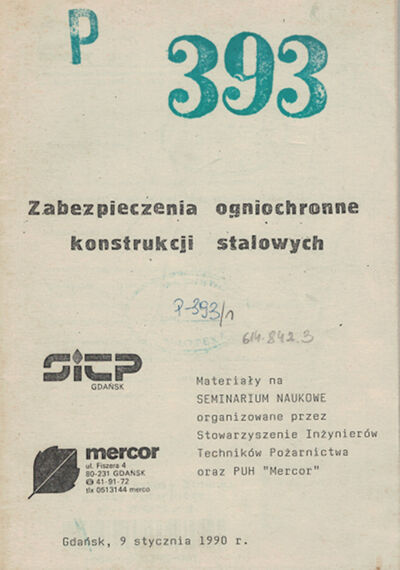 P 393
Zabezpieczenia ogniochronne
konstrukcji stalowych
P-393/1
614.842.3
SITP
GDAŃSK
Materiały na
SEMINARIUM NAUKOWE
organizowane przez
Stowarzyszenie Inżynierów
Techników Pożarnictwa
oraz PUH "Mercor"
mercor
ul. Fiszera 4
80-231 GDAŃSK
☎ 41-91-72
tlx 0513144 merco
Gdańsk, 9 stycznia 1990 r.